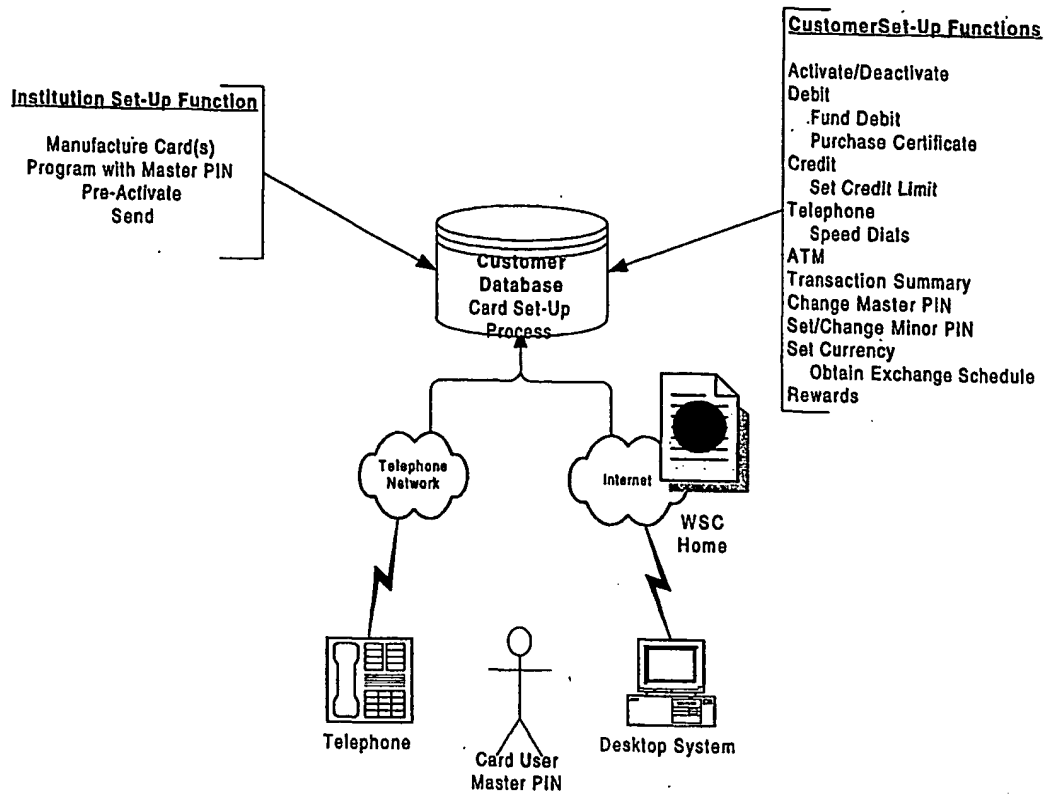 CustomerSet-Up Functions
Activate/Deactivate
Debit
Fund Debit
Purchase Certificate
Credit
Set Credit Limit
Telephone
Speed Dials
ATM
Transaction Summary
Change Master PIN
Set/Change Minor PIN
Set Currency
Obtain Exchange Schedule
Rewards
Institution Set-Up Function
Manufacture Card(s)
Program with Master PIN
Pre-Activate
Send
Customer
Database
Card Set-Up
Process
Telephone
Network
Internet
WSC
Home
Telephone
Card User
Master PIN
Desktop System